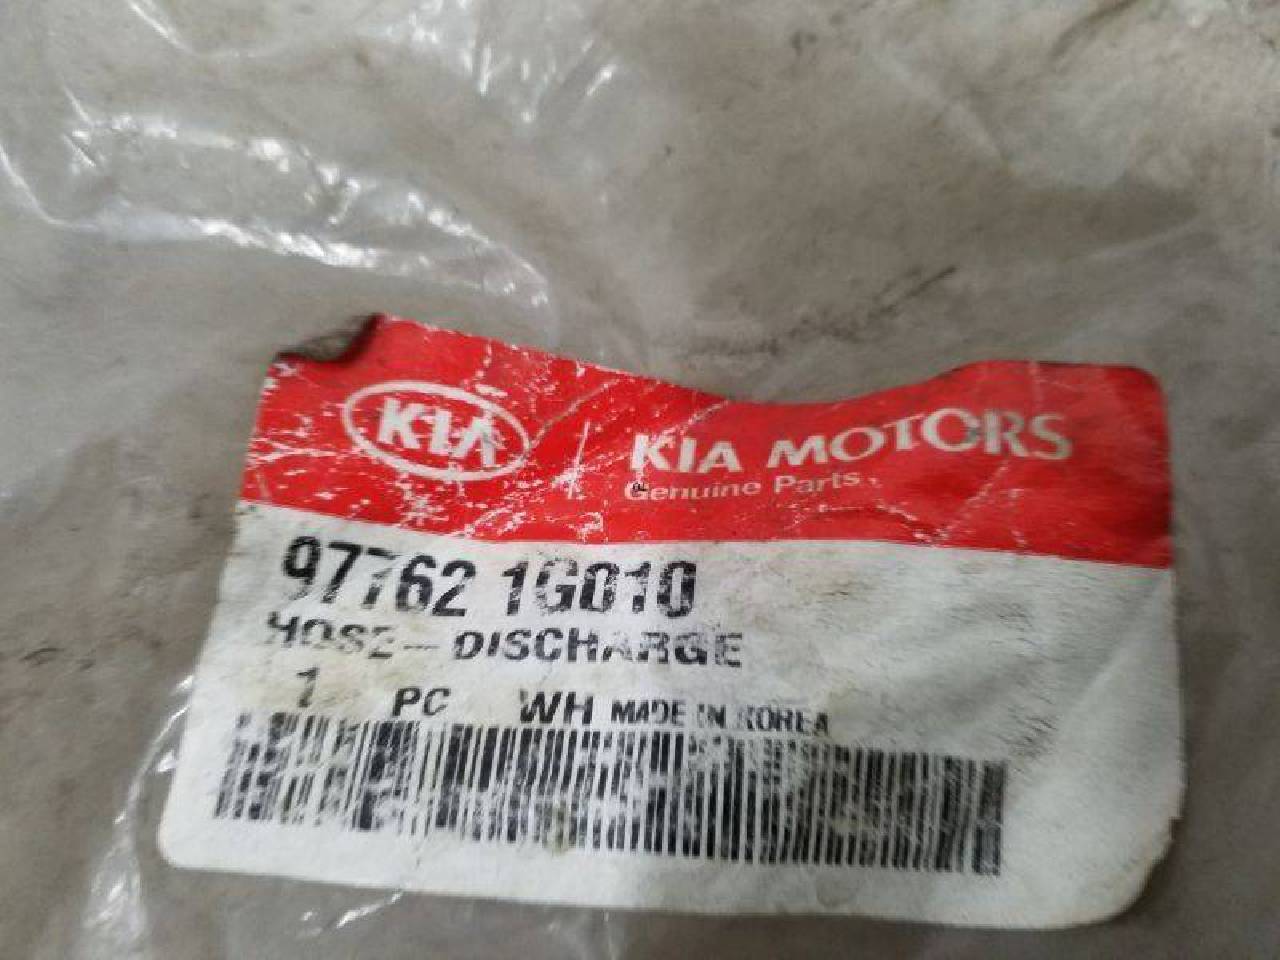 KIA
KIA MOTORS
Genuine Parts
97762 1G010
HOSE-DISCHARGE
1 PC WH MADE IN KOREA